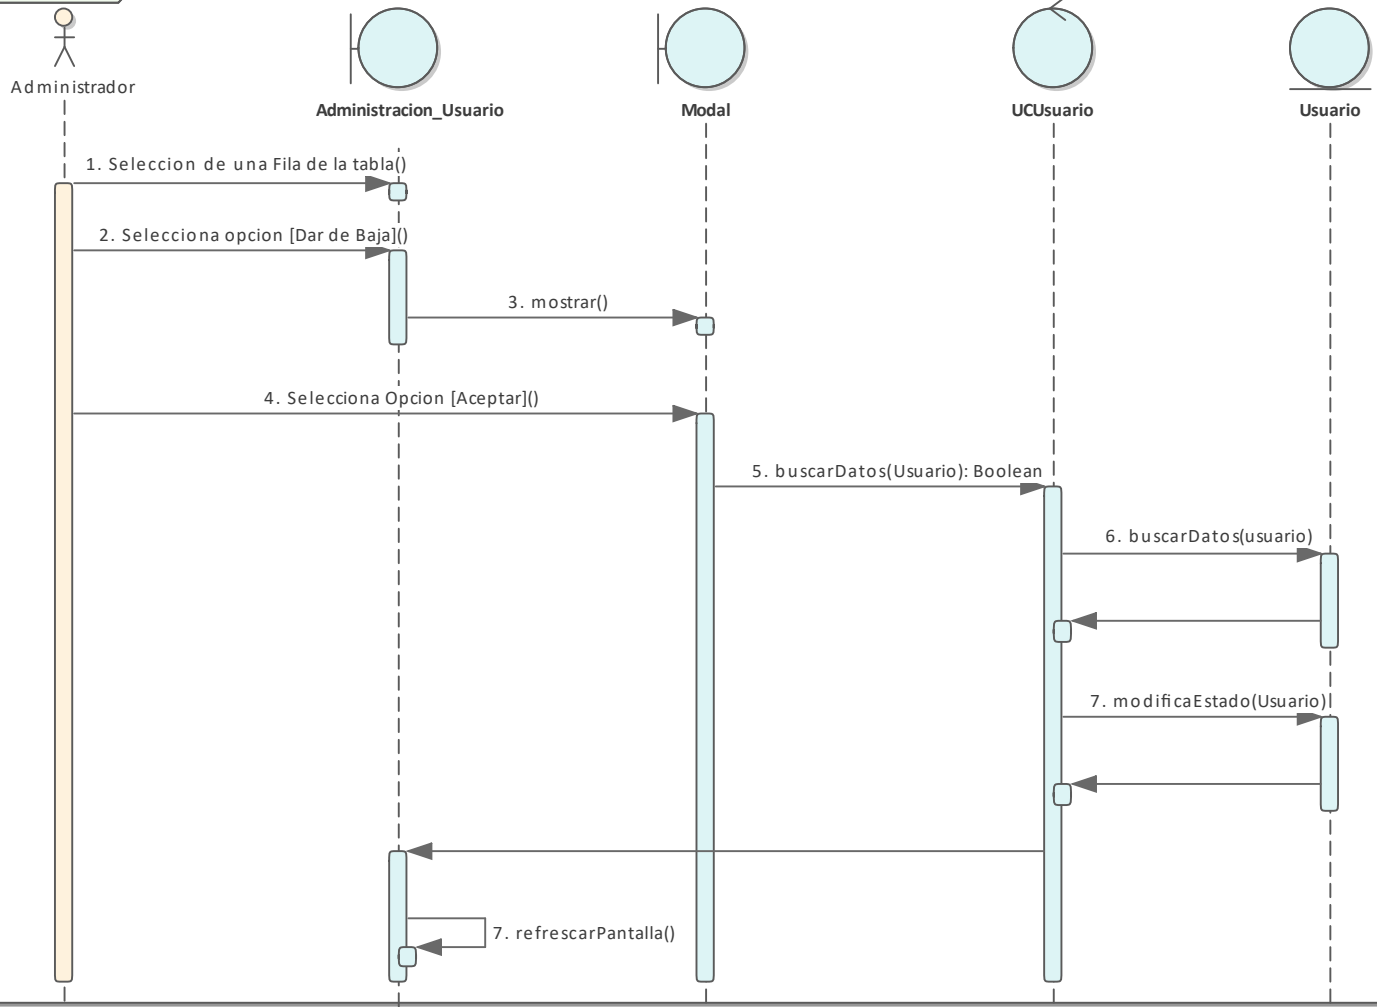 Administrador
Administracion_Usuario
Modal
UCUsuario
Usuario
1. Seleccion de una Fila de la tabla()
2. Selecciona opcion [Dar de Baja]()
3. mostrar()
4. Selecciona Opcion [Aceptar]()
5. buscarDatos(Usuario): Boolean
6. buscarDatos(usuario)
7. modificaEstado(Usuario)
7. refrescarPantalla()